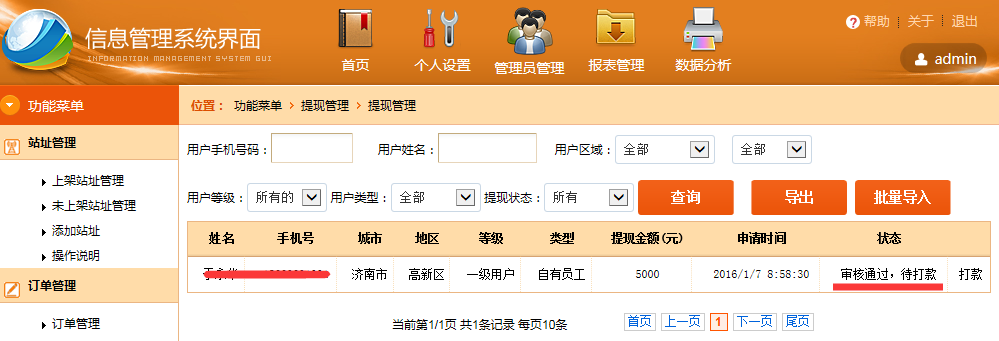 信息管理系统界面
INFORMATION MANAGEMENT SYSTEM GUI
首页 个人设置 管理员管理 报表管理 数据分析
帮助 关于 退出
admin
功能菜单
位置： 功能菜单 > 提现管理 > 提现管理
站址管理
上架站址管理
未上架站址管理
添加站址
操作说明
订单管理
订单管理
用户手机号码： 用户姓名： 用户区域： 全部 全部
用户等级： 所有的 用户类型： 全部 提现状态： 所有 查询 导出 批量导入
姓名 手机号 城市 地区 等级 类型 提现金额(元) 申请时间 状态
济南市 高新区 一级用户 自有员工 5000 2016/1/7 8:58:30 审核通过，待打款 打款
当前第1/1页 共1条记录 每页10条 首页 上一页 1 下一页 尾页